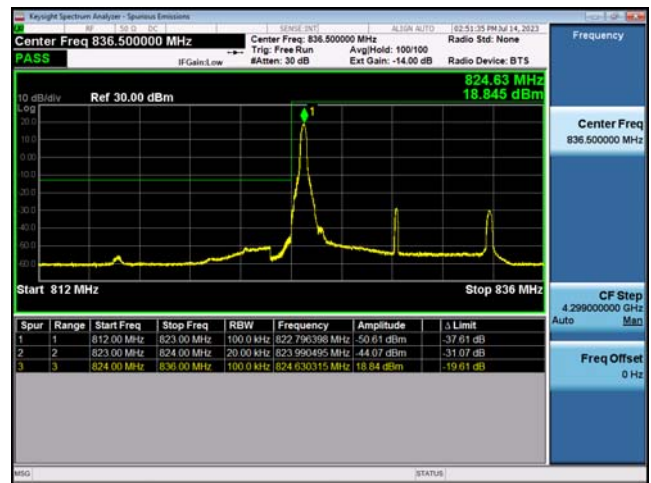 Keysight Spectrum Analyzer - Spurious Emissions
RF 50 Ω DC SENSE:INT ALIGN AUTO 02:51:35 PM Jul 14, 2023
Center Freq 836.500000 MHz
Center Freq: 836.500000 MHz Radio Std: None
Trig: Free Run Avg|Hold: 100/100
PASS IFGain:Low #Atten: 30 dB Ext Gain: -14.00 dB Radio Device: BTS
824.63 MHz
18.845 dBm
10 dB/div Ref 30.00 dBm
Log
20.0
10.0
0.00
10.0
20.0
30.0
40.0
50.0
60.0
1
Start 812 MHz Stop 836 MHz
Spur Range Start Freq Stop Freq RBW Frequency Amplitude Δ Limit
1 1 812.00 MHz 823.00 MHz 100.0 kHz 822.796398 MHz -50.61 dBm -37.61 dB
2 2 823.00 MHz 824.00 MHz 20.00 kHz 823.990495 MHz -44.07 dBm -31.07 dB
3 3 824.00 MHz 836.00 MHz 100.0 kHz 824.630315 MHz 18.84 dBm -19.61 dB
MSG STATUS
Frequency
Center Freq
836.500000 MHz
CF Step
4.299000000 GHz
Auto Man
Freq Offset
0 Hz